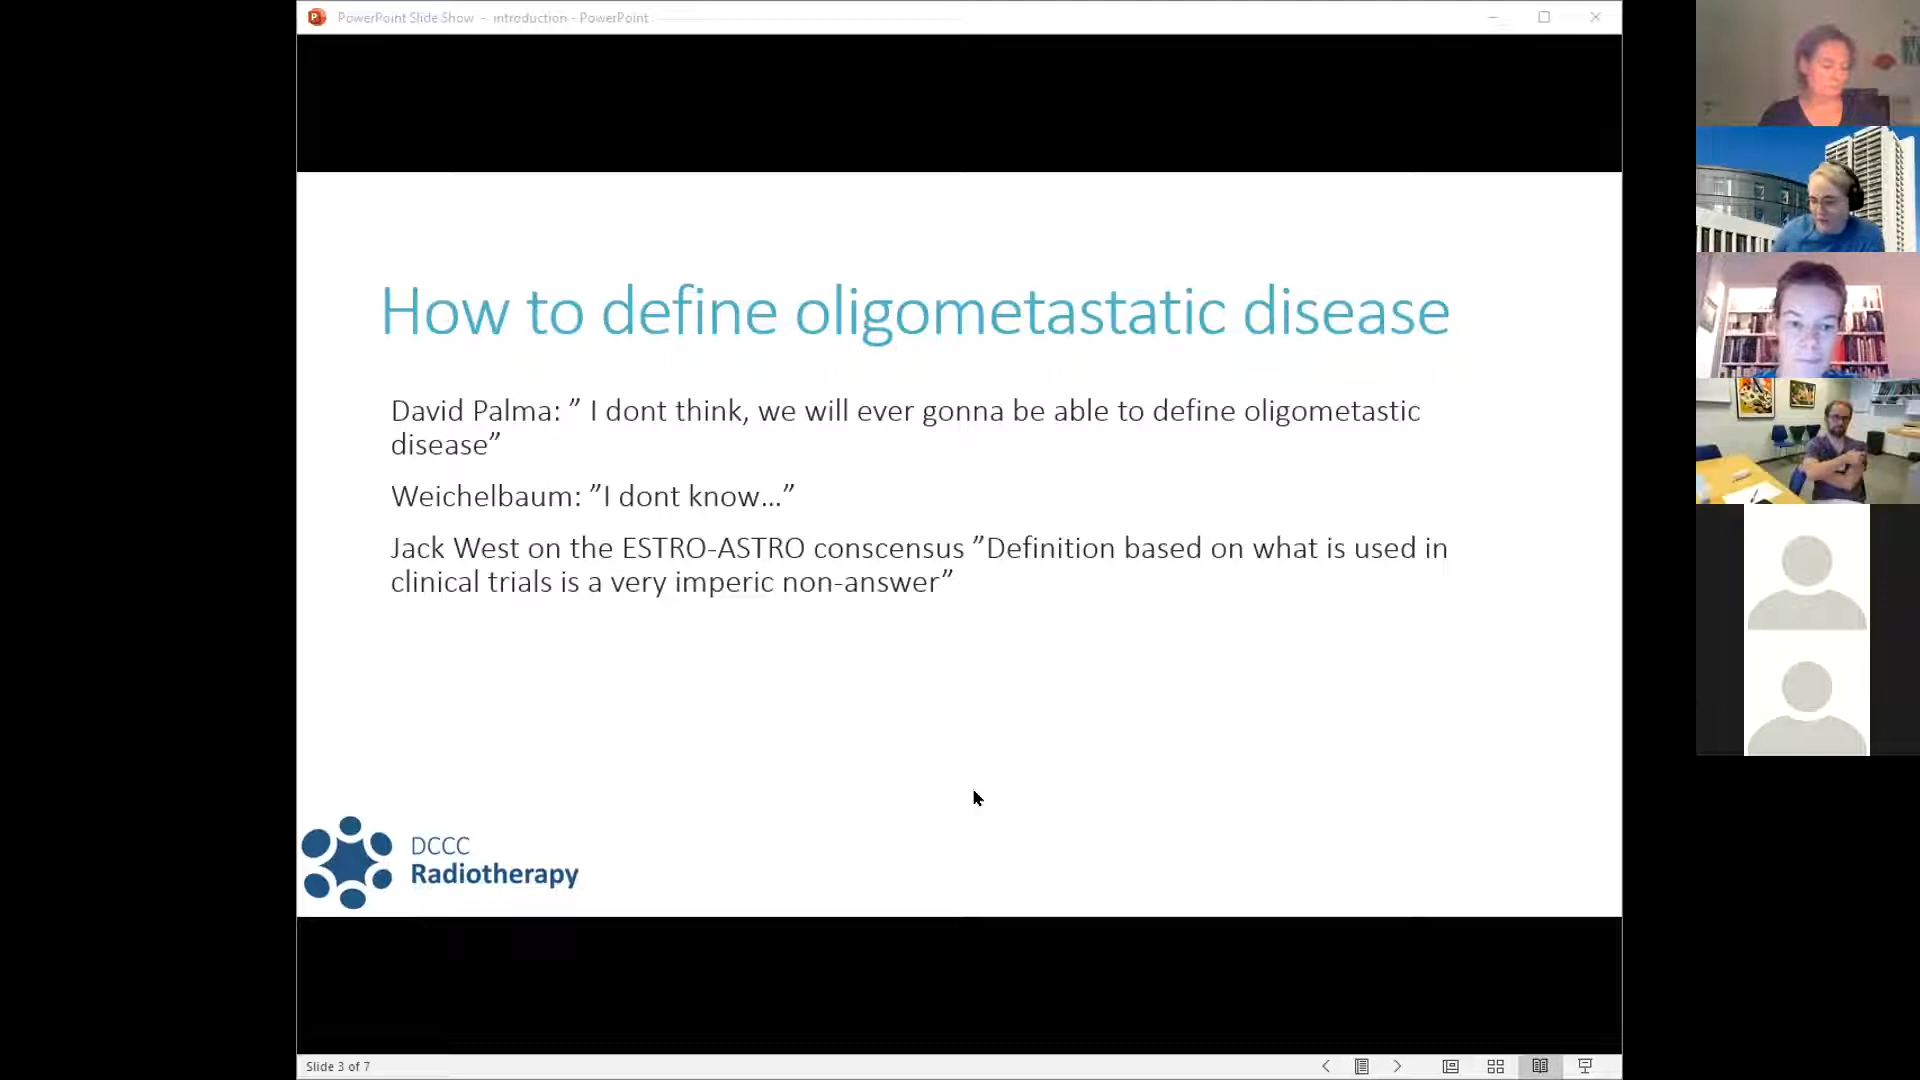 PowerPoint Slide Show - introduction - PowerPoint
How to define oligometastatic disease
David Palma: ” I dont think, we will ever gonna be able to define oligometastic
disease”
Weichelbaum: ”I dont know...”
Jack West on the ESTRO-ASTRO conscensus ”Definition based on what is used in
clinical trials is a very imperic non-answer”
DCCC
Radiotherapy
Slide 3 of 7